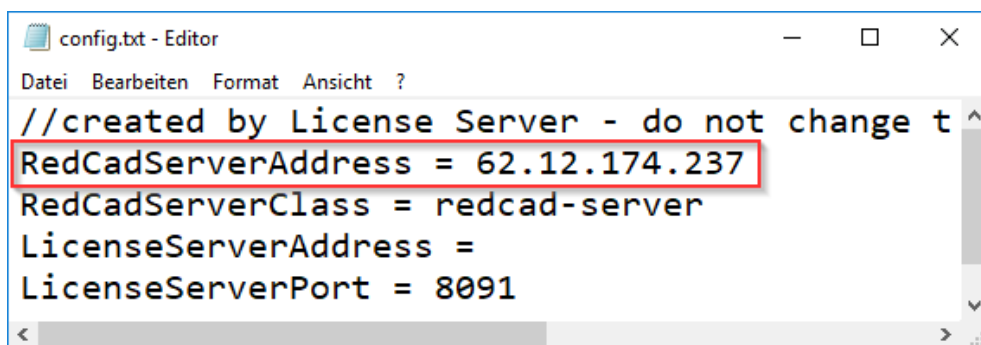 config.txt - Editor
Datei Bearbeiten Format Ansicht ?
//created by License Server - do not change t
RedCadServerAddress = 62.12.174.237
RedCadServerClass = redcad-server
LicenseServerAddress =
LicenseServerPort = 8091